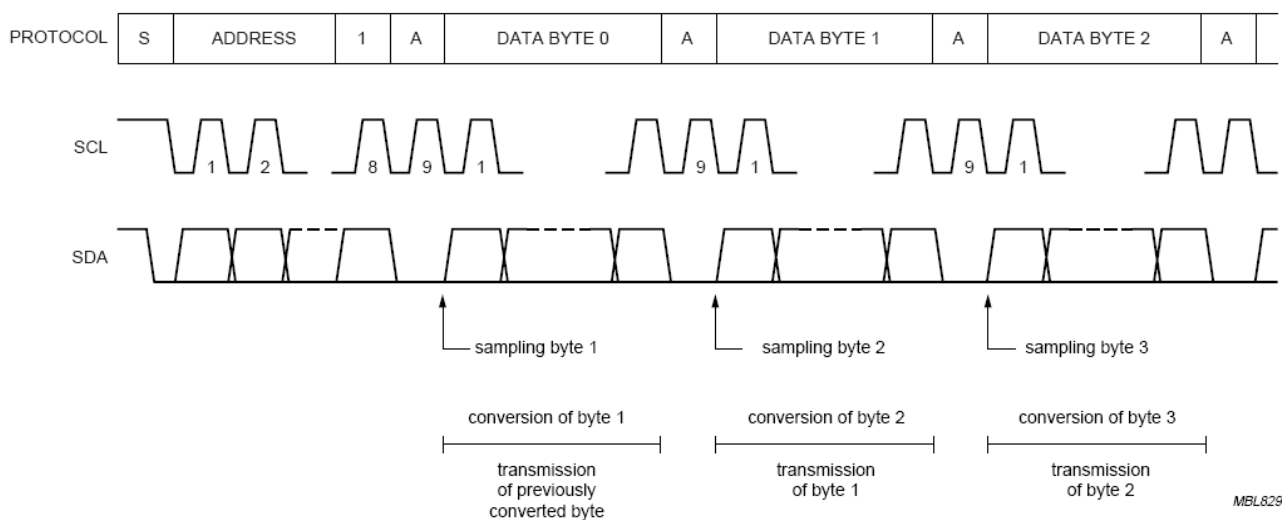 PROTOCOL S ADDRESS 1 A DATA BYTE 0 A DATA BYTE 1 A DATA BYTE 2 A
SCL 1 2 8 9 1 9 1 9 1
SDA
sampling byte 1 sampling byte 2 sampling byte 3
conversion of byte 1 conversion of byte 2 conversion of byte 3
transmission transmission transmission
of previously of byte 1 of byte 2
converted byte
MBL829